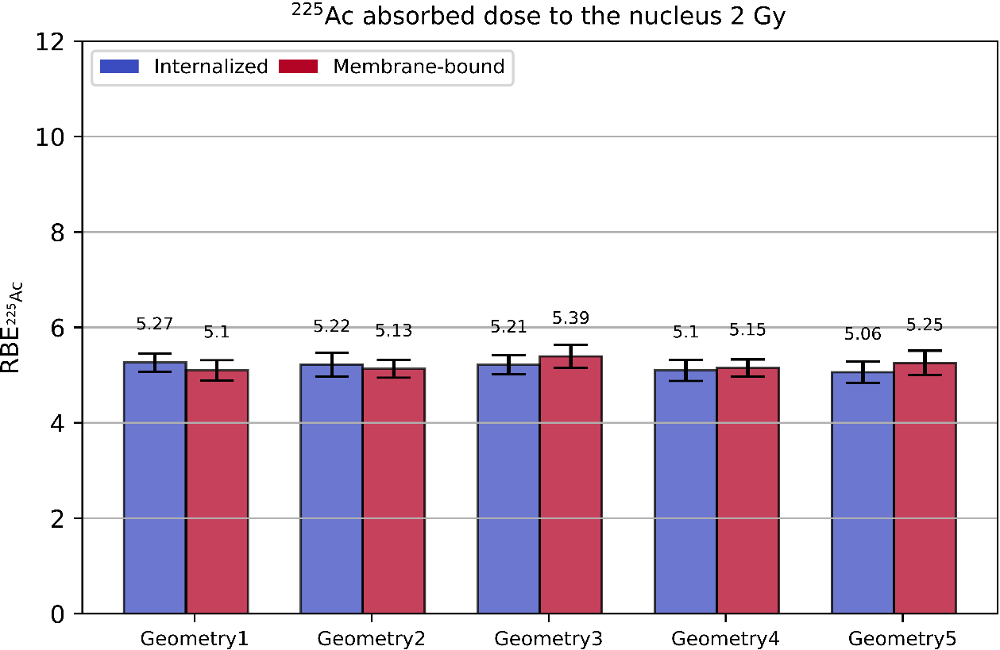 ²²⁵Ac absorbed dose to the nucleus 2 Gy
12
Internalized Membrane-bound
10
8
RBE²²⁵Ac
6
5.27 5.1 5.22 5.13 5.21 5.39 5.1 5.15 5.06 5.25
4
2
0
Geometry1 Geometry2 Geometry3 Geometry4 Geometry5